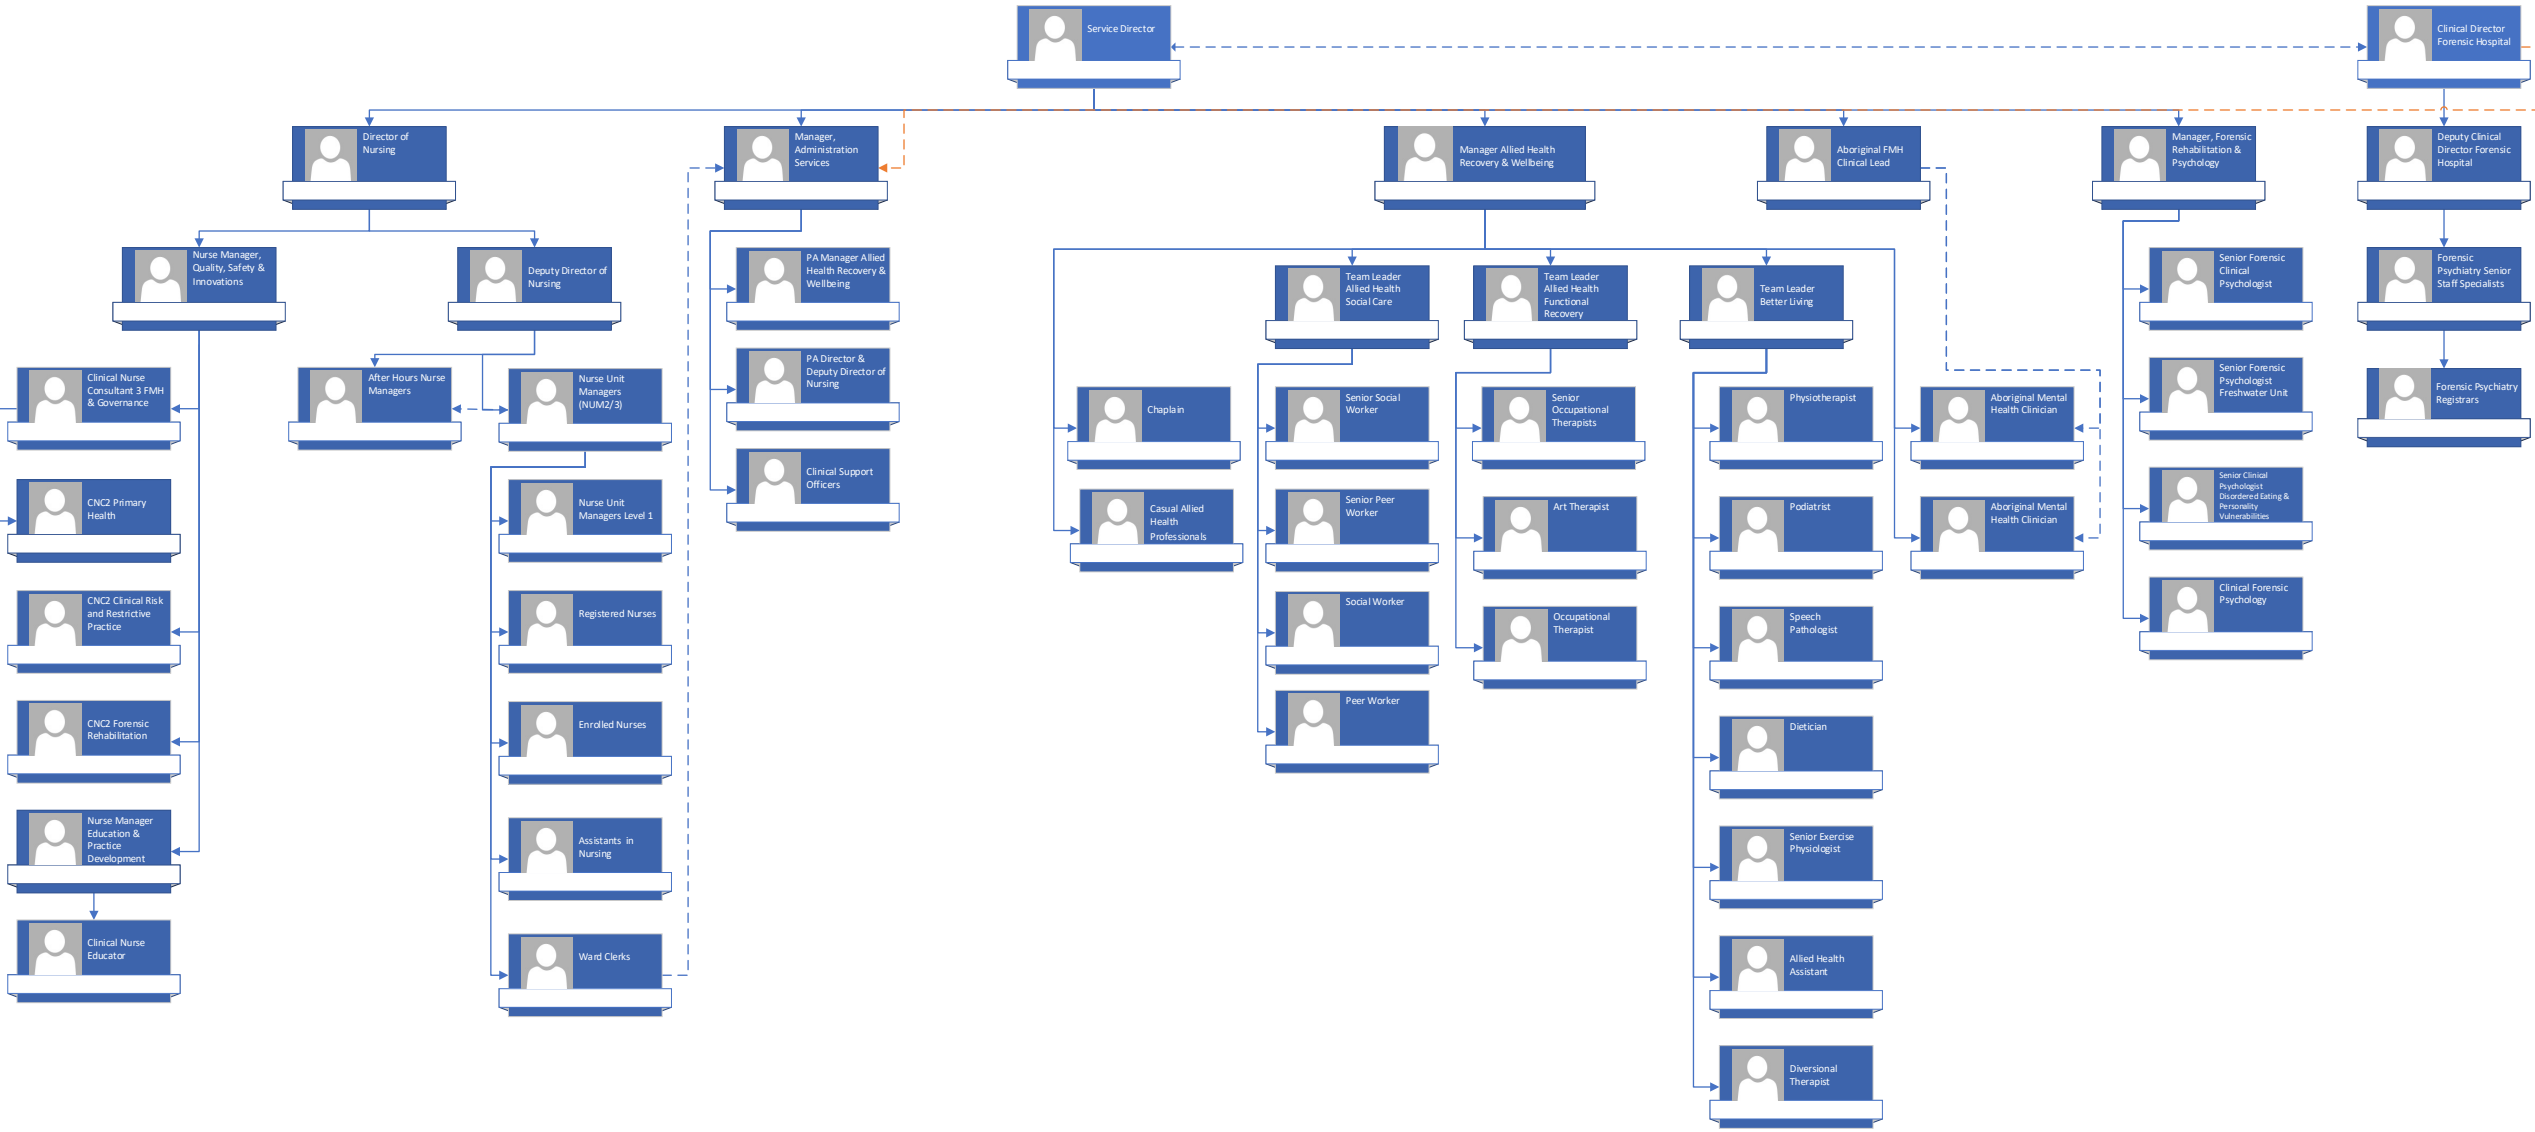 Service Director
Clinical Director
Forensic Hospital
Director of
Nursing
Manager,
Administration
Services
Manager Allied Health
Recovery & Wellbeing
Aboriginal FMH
Clinical Lead
Manager, Forensic
Rehabilitation &
Psychology
Deputy Clinical
Director Forensic
Hospital
Nurse Manager,
Quality, Safety &
Innovations
Deputy Director of
Nursing
PA Manager Allied
Health Recovery &
Wellbeing
Team Leader
Allied Health
Social Care
Team Leader
Allied Health
Functional
Recovery
Team Leader
Better Living
Senior Forensic
Clinical
Psychologist
Forensic
Psychiatry Senior
Staff Specialists
Clinical Nurse
Consultant 3 FMH
& Governance
After Hours Nurse
Managers
Nurse Unit
Managers
(NUM2/3)
PA Director &
Deputy Director of
Nursing
Chaplain
Senior Social
Worker
Senior
Occupational
Therapists
Physiotherapist
Aboriginal Mental
Health Clinician
Senior Forensic
Psychologist
Freshwater Unit
Forensic Psychiatry
Registrars
CNC2 Primary
Health
Nurse Unit
Managers Level 1
Clinical Support
Officers
Casual Allied
Health
Professionals
Senior Peer
Worker
Art Therapist
Podiatrist
Aboriginal Mental
Health Clinician
Senior Clinical
Psychologist
Disordered Eating &
Personality
Vulnerabilities
CNC2 Clinical Risk
and Restrictive
Practice
Registered Nurses
Social Worker
Occupational
Therapist
Speech
Pathologist
Clinical Forensic
Psychology
CNC2 Forensic
Rehabilitation
Enrolled Nurses
Peer Worker
Dietician
Nurse Manager
Education &
Practice
Development
Assistants in
Nursing
Senior Exercise
Physiologist
Clinical Nurse
Educator
Ward Clerks
Allied Health
Assistant
Diversional
Therapist